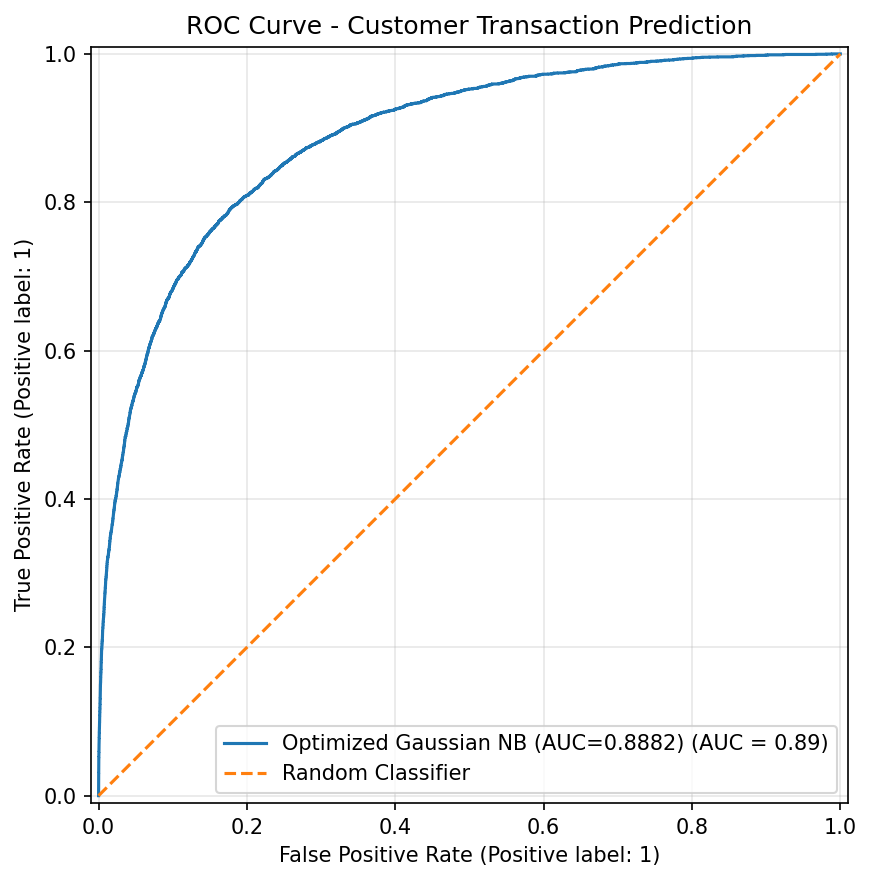 ROC Curve - Customer Transaction Prediction
True Positive Rate (Positive label: 1)
1.0
0.8
0.6
0.4
0.2
0.0
Optimized Gaussian NB (AUC=0.8882) (AUC = 0.89)
Random Classifier
0.0 0.2 0.4 0.6 0.8 1.0
False Positive Rate (Positive label: 1)